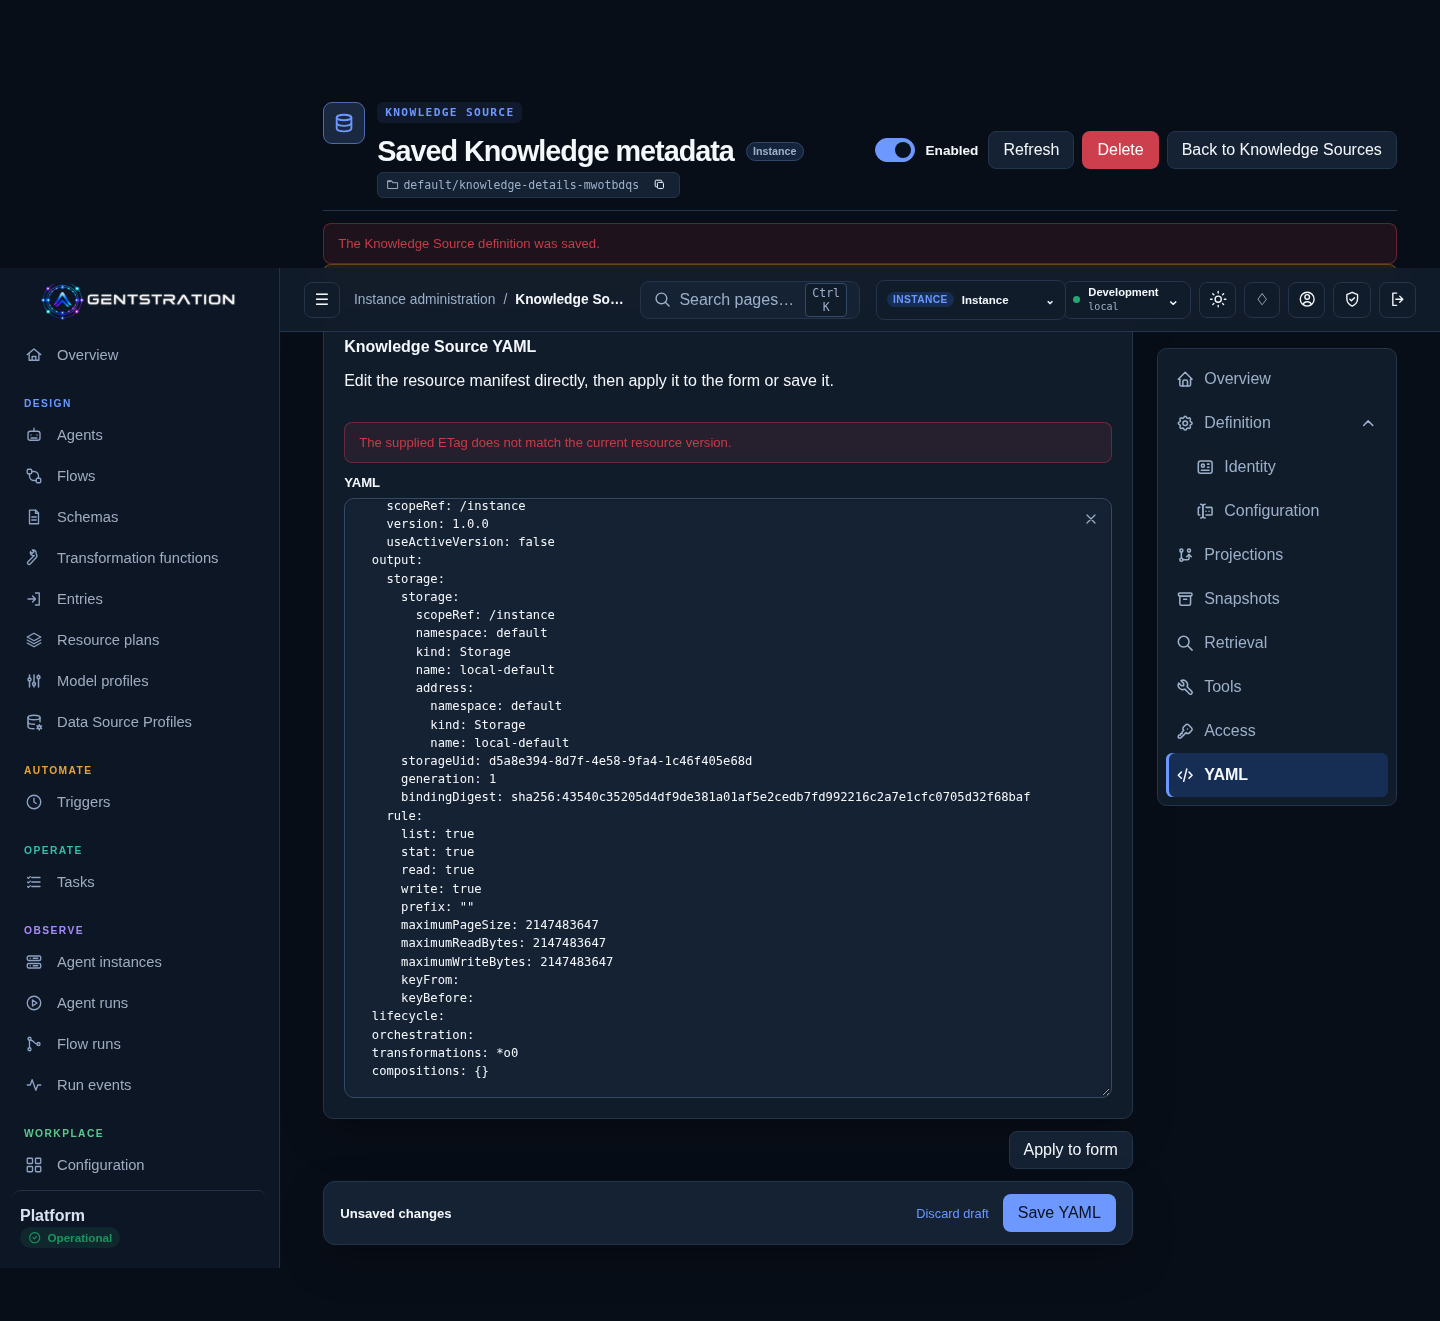 KNOWLEDGE SOURCE
Saved Knowledge metadata
Instance
default/knowledge-details-mwotbdqs
Enabled
Refresh
Delete
Back to Knowledge Sources
The Knowledge Source definition was saved.
GENTSTRATION
☰
Instance administration / Knowledge So…
Search pages…
Ctrl
K
INSTANCE
Instance
Development
local
Overview
DESIGN
Agents
Flows
Schemas
Transformation functions
Entries
Resource plans
Model profiles
Data Source Profiles
AUTOMATE
Triggers
OPERATE
Tasks
OBSERVE
Agent instances
Agent runs
Flow runs
Run events
WORKPLACE
Configuration
Platform
Operational
Knowledge Source YAML
Edit the resource manifest directly, then apply it to the form or save it.
The supplied ETag does not match the current resource version.
YAML
scopeRef: /instance
version: 1.0.0
useActiveVersion: false
output:
storage:
storage:
scopeRef: /instance
namespace: default
kind: Storage
name: local-default
address:
namespace: default
kind: Storage
name: local-default
storageUid: d5a8e394-8d7f-4e58-9fa4-1c46f405e68d
generation: 1
bindingDigest: sha256:43540c35205d4df9de381a01af5e2cedb7fd992216c2a7e1cfc0705d32f68baf
rule:
list: true
stat: true
read: true
write: true
prefix: ""
maximumPageSize: 2147483647
maximumReadBytes: 2147483647
maximumWriteBytes: 2147483647
keyFrom:
keyBefore:
lifecycle:
orchestration:
transformations: *o0
compositions: {}
Apply to form
Unsaved changes
Discard draft
Save YAML
Overview
Definition
Identity
Configuration
Projections
Snapshots
Retrieval
Tools
Access
YAML